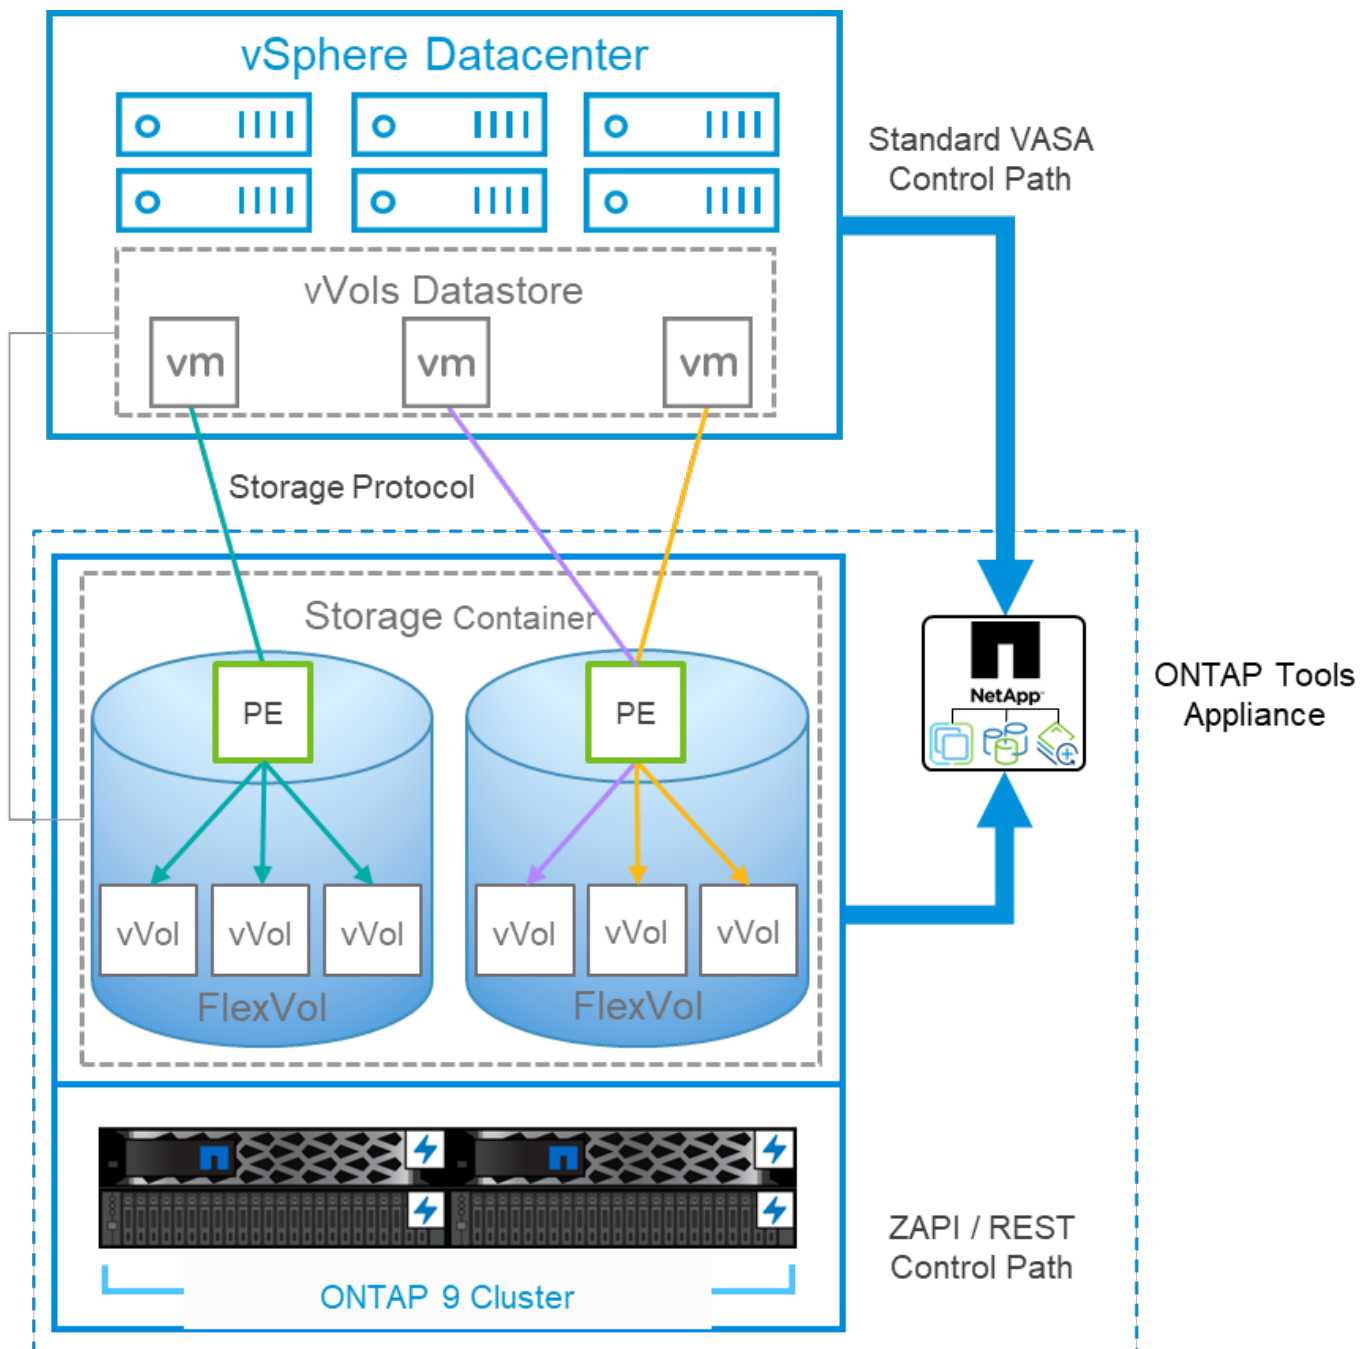 vSphere Datacenter
Standard VASA
Control Path
vVols Datastore
vm
vm
vm
Storage Protocol
Storage Container
PE
PE
NetApp
ONTAP Tools
Appliance
vVol
vVol
vVol
vVol
vVol
vVol
FlexVol
FlexVol
ZAPI / REST
Control Path
ONTAP 9 Cluster